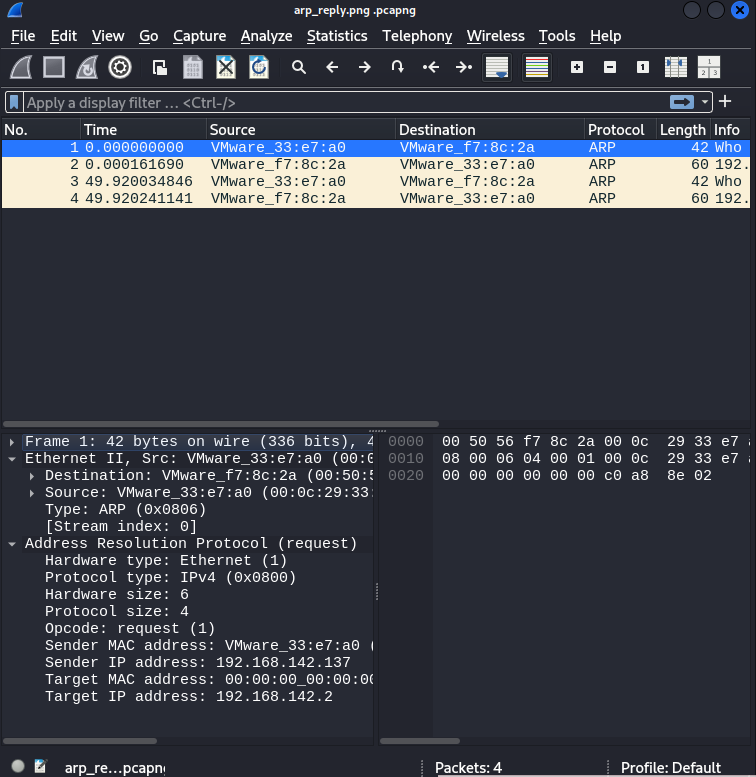 arp_reply.png .pcapng
File Edit View Go Capture Analyze Statistics Telephony Wireless Tools Help
Apply a display filter ... <Ctrl-/>
No. Time Source Destination Protocol Length Info
1 0.000000000 VMware_33:e7:a0 VMware_f7:8c:2a ARP 42 Who
2 0.000161690 VMware_f7:8c:2a VMware_33:e7:a0 ARP 60 192.
3 49.920034846 VMware_33:e7:a0 VMware_f7:8c:2a ARP 42 Who
4 49.920241141 VMware_f7:8c:2a VMware_33:e7:a0 ARP 60 192.
Frame 1: 42 bytes on wire (336 bits), 4
Ethernet II, Src: VMware_33:e7:a0 (00:0
Destination: VMware_f7:8c:2a (00:50:5
Source: VMware_33:e7:a0 (00:0c:29:33:
Type: ARP (0x0806)
[Stream index: 0]
Address Resolution Protocol (request)
Hardware type: Ethernet (1)
Protocol type: IPv4 (0x0800)
Hardware size: 6
Protocol size: 4
Opcode: request (1)
Sender MAC address: VMware_33:e7:a0 (
Sender IP address: 192.168.142.137
Target MAC address: 00:00:00_00:00:00
Target IP address: 192.168.142.2
0000 00 50 56 f7 8c 2a 00 0c 29 33 e7 a
0010 08 00 06 04 00 01 00 0c 29 33 e7 a
0020 00 00 00 00 00 00 c0 a8 8e 02
arp_re...pcapng Packets: 4 Profile: Default